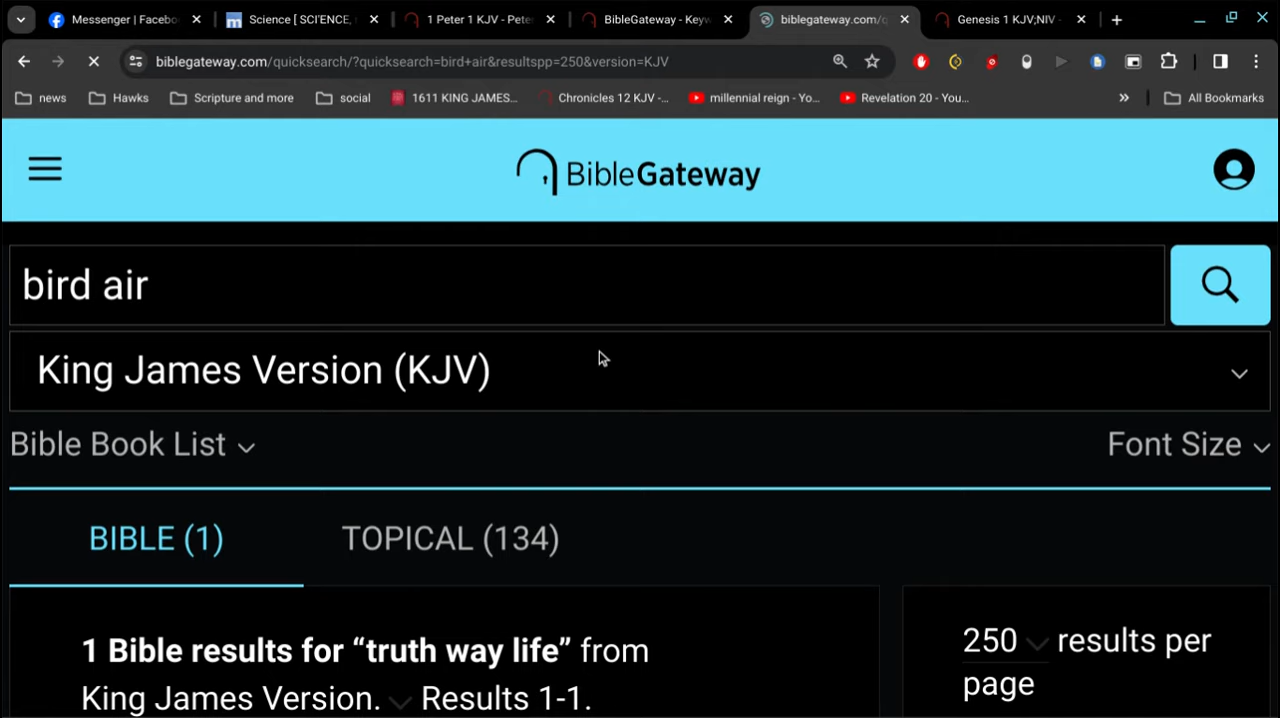 Messenger | Facebo
Science [ SCI'ENCE,
1 Peter 1 KJV - Pete
BibleGateway - Keyw
biblegateway.com/q
Genesis 1 KJV;NIV -
biblegateway.com/quicksearch/?quicksearch=bird+air&resultspp=250&version=KJV
news
Hawks
Scripture and more
social
1611 KING JAMES...
Chronicles 12 KJV -...
millennial reign - Yo...
Revelation 20 - You...
»
All Bookmarks
BibleGateway
bird air
King James Version (KJV)
Bible Book List
Font Size
BIBLE (1)
TOPICAL (134)
1 Bible results for “truth way life” from
King James Version. Results 1-1.
250 results per
page